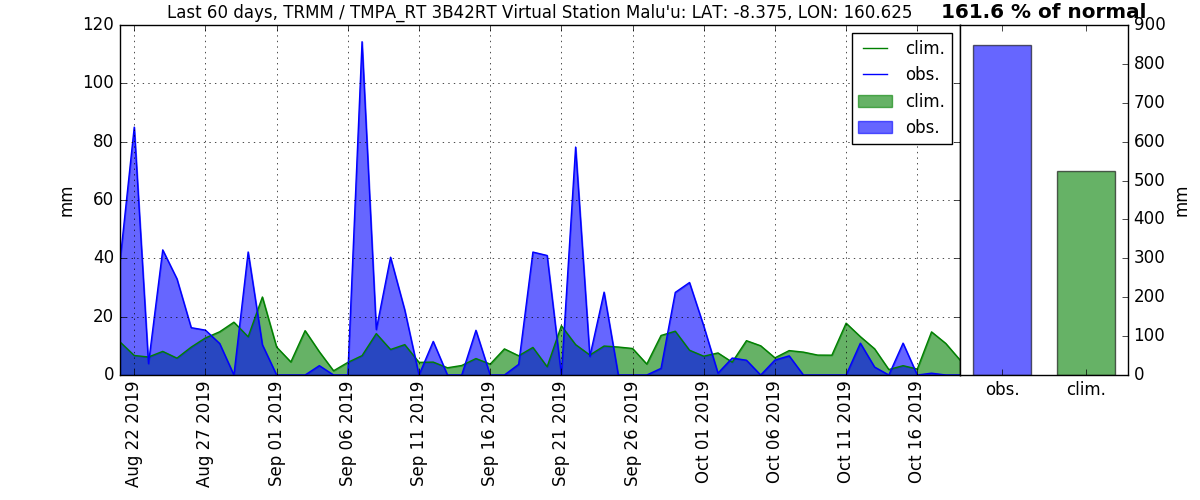 Last 60 days, TRMM / TMPA_RT 3B42RT Virtual Station Malu'u: LAT: -8.375, LON: 160.625
161.6 % of normal
120
100
80
60
40
20
0
mm
clim.
obs.
clim.
obs.
900
800
700
600
500
400
300
200
100
0
mm
Aug 22 2019
Aug 27 2019
Sep 01 2019
Sep 06 2019
Sep 11 2019
Sep 16 2019
Sep 21 2019
Sep 26 2019
Oct 01 2019
Oct 06 2019
Oct 11 2019
Oct 16 2019
obs.
clim.